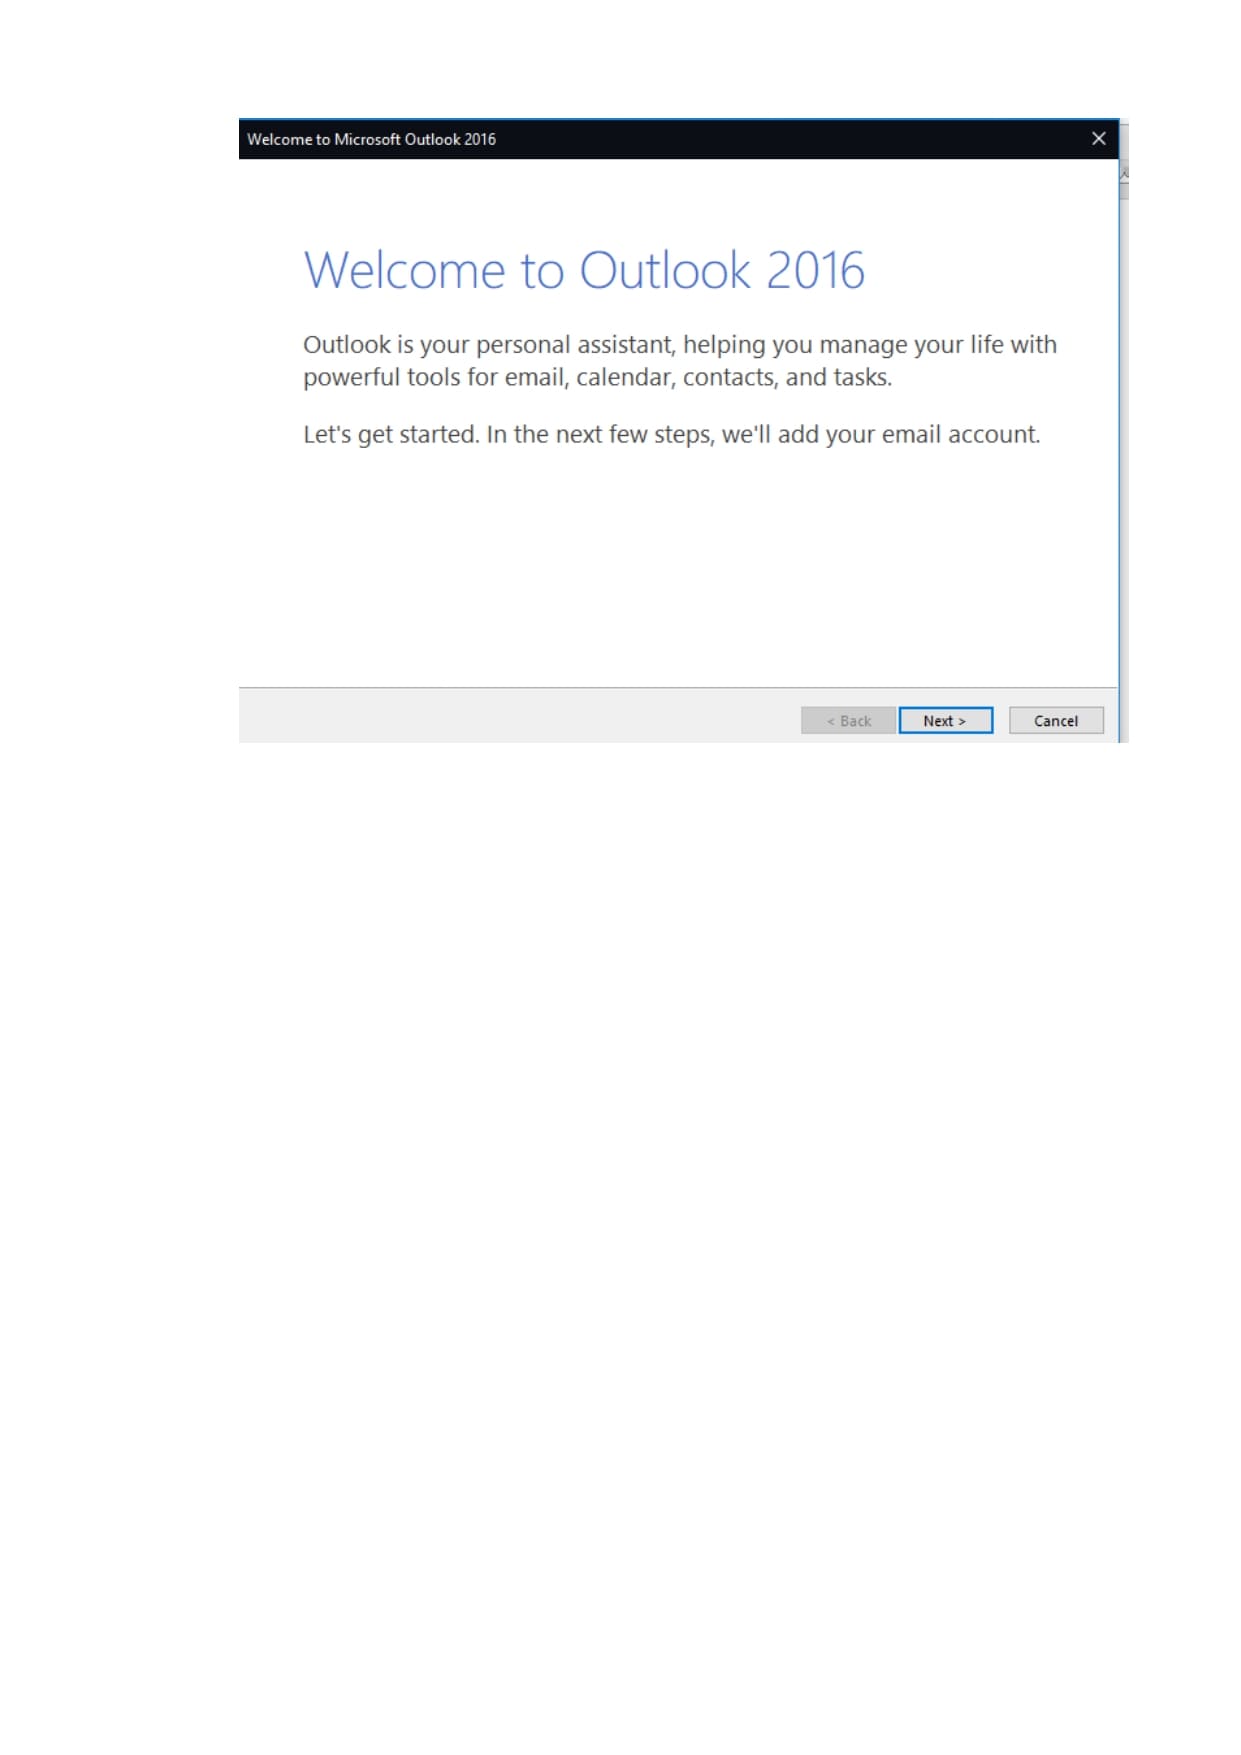 Welcome to Microsoft Outlook 2016
Welcome to Outlook 2016
Outlook is your personal assistant, helping you manage your life with
powerful tools for email, calendar, contacts, and tasks.
Let's get started. In the next few steps, we'll add your email account.
< Back Next > Cancel